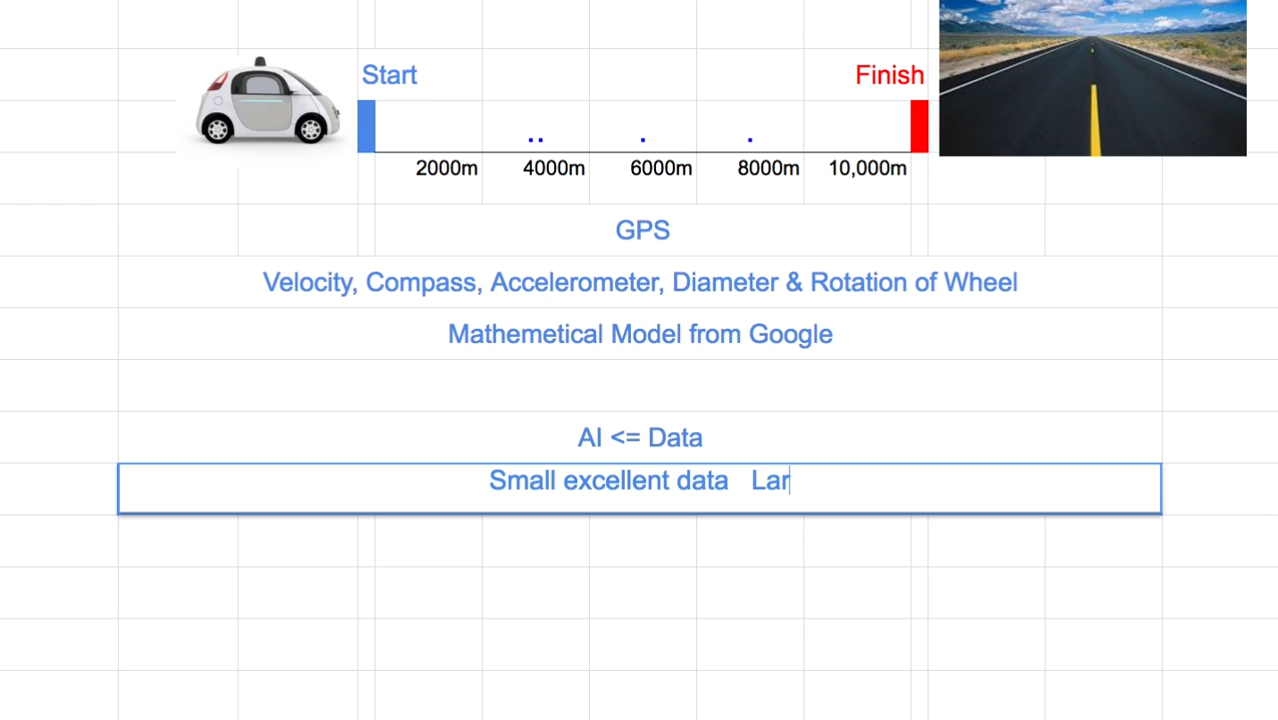 Start
Finish
2000m 4000m 6000m 8000m 10,000m
GPS
Velocity, Compass, Accelerometer, Diameter & Rotation of Wheel
Mathemetical Model from Google
AI <= Data
Small excellent data Lar